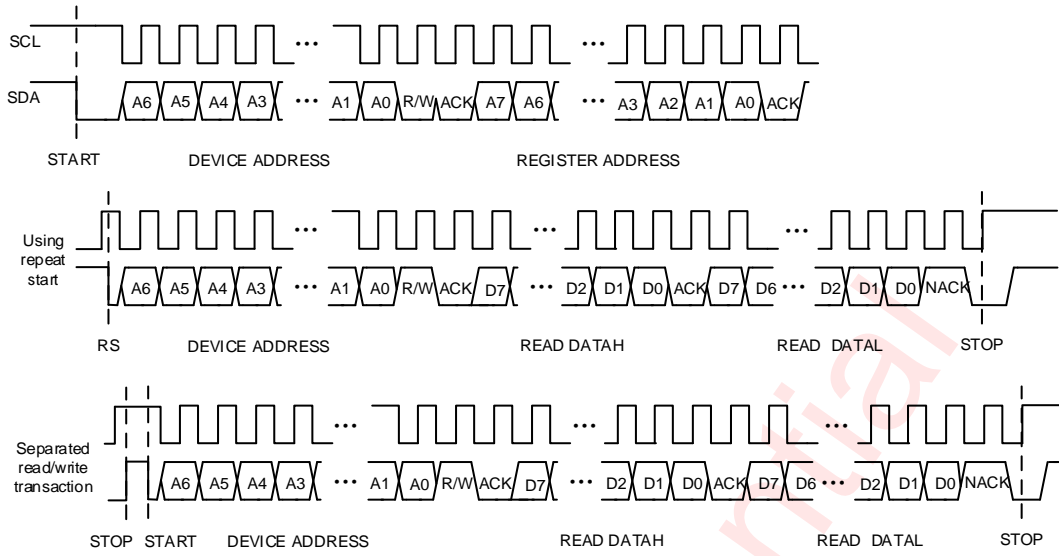 SCL
SDA A6 A5 A4 A3 ••• A1 A0 R/W ACK A7 A6 ••• A3 A2 A1 A0 ACK
START DEVICE ADDRESS REGISTER ADDRESS
Using
repeat
start
A6 A5 A4 A3 ••• A1 A0 R/W ACK D7 ••• D2 D1 D0 ACK D7 D6 ••• D2 D1 D0 NACK
RS DEVICE ADDRESS READ DATAH READ DATAL STOP
Separated
read/write
transaction
A6 A5 A4 A3 ••• A1 A0 R/W ACK D7 ••• D2 D1 D0 ACK D7 D6 ••• D2 D1 D0 NACK
STOP START DEVICE ADDRESS READ DATAH READ DATAL STOP
ntial